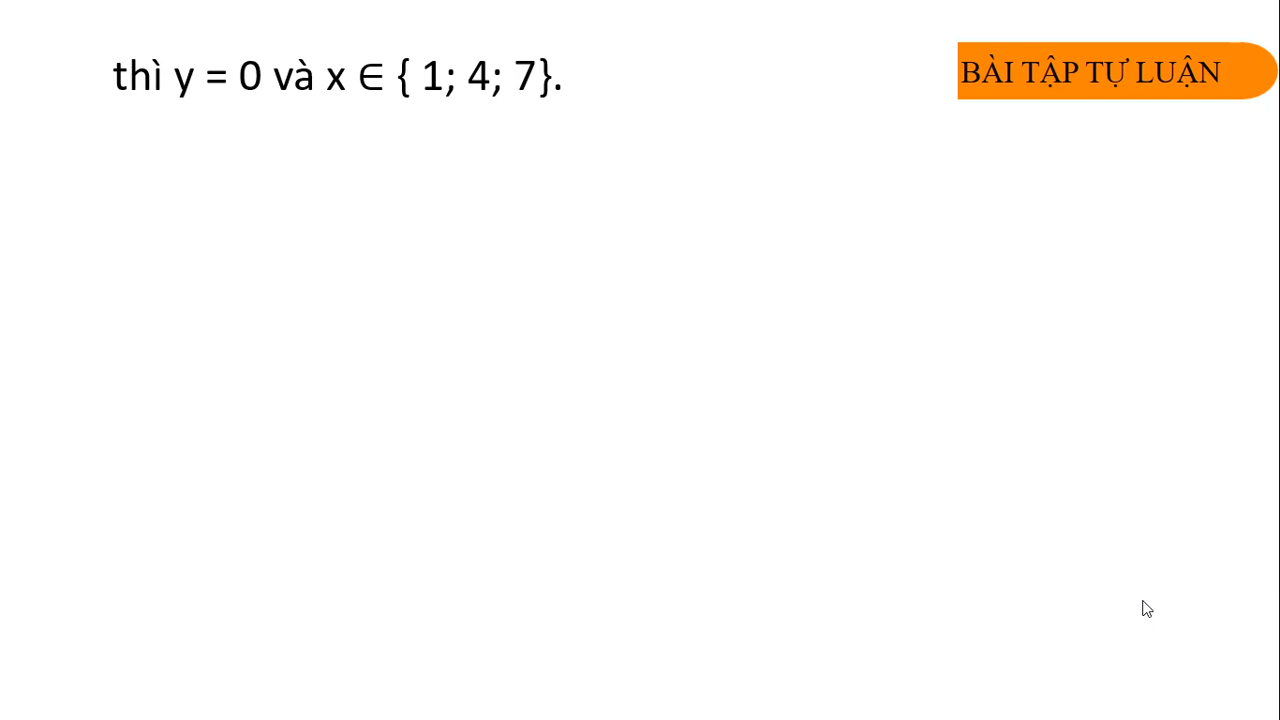 thì y = 0 và x ∈ { 1; 4; 7}.
BÀI TẬP TỰ LUẬN